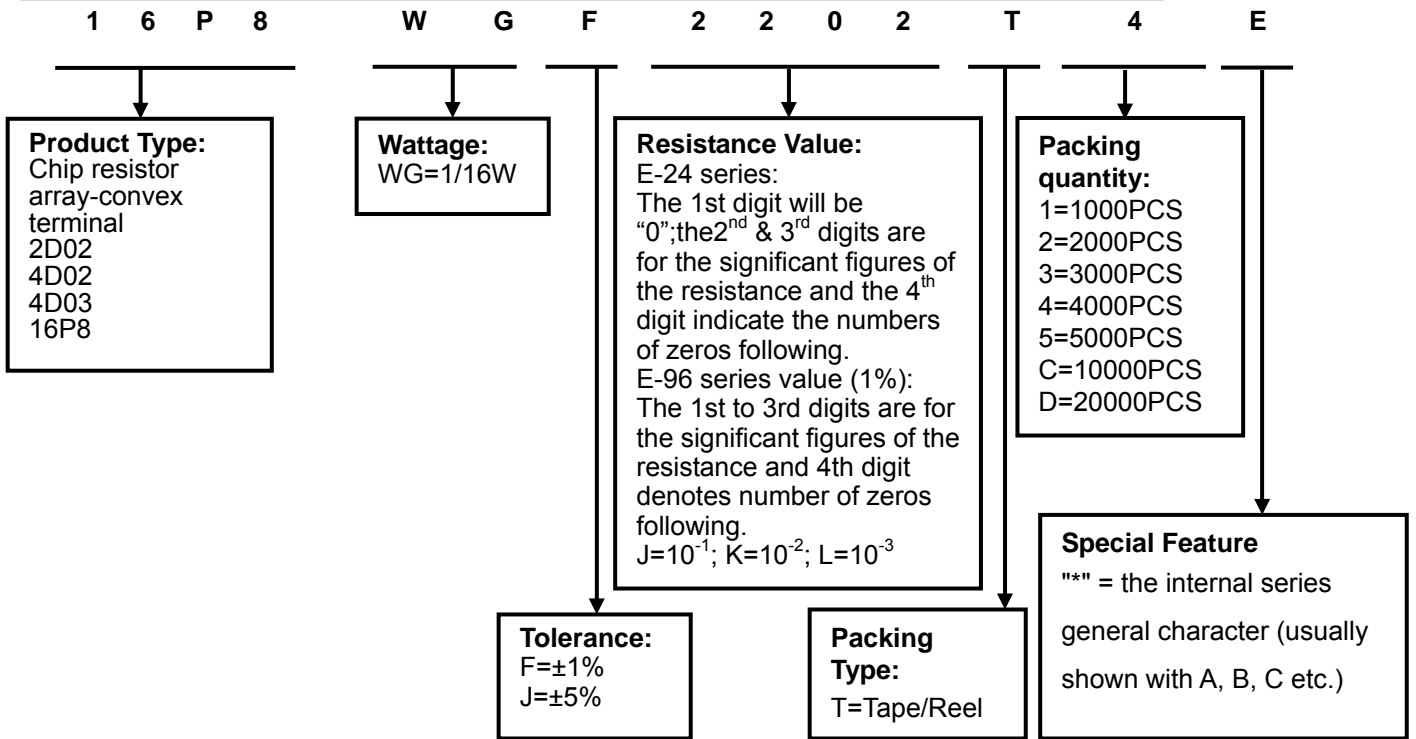 1 6 P 8 W G F 2 2 0 2 T 4 E
Product Type:
Chip resistor
array-convex
terminal
2D02
4D02
4D03
16P8
Wattage:
WG=1/16W
Resistance Value:
E-24 series:
The 1st digit will be
“0”;the2nd & 3rd digits are
for the significant figures of
the resistance and the 4th
digit indicate the numbers
of zeros following.
E-96 series value (1%):
The 1st to 3rd digits are for
the significant figures of the
resistance and 4th digit
denotes number of zeros
following.
J=10-1; K=10-2; L=10-3
Packing
quantity:
1=1000PCS
2=2000PCS
3=3000PCS
4=4000PCS
5=5000PCS
C=10000PCS
D=20000PCS
Tolerance:
F=±1%
J=±5%
Packing
Type:
T=Tape/Reel
Special Feature
"*" = the internal series
general character (usually
shown with A, B, C etc.)